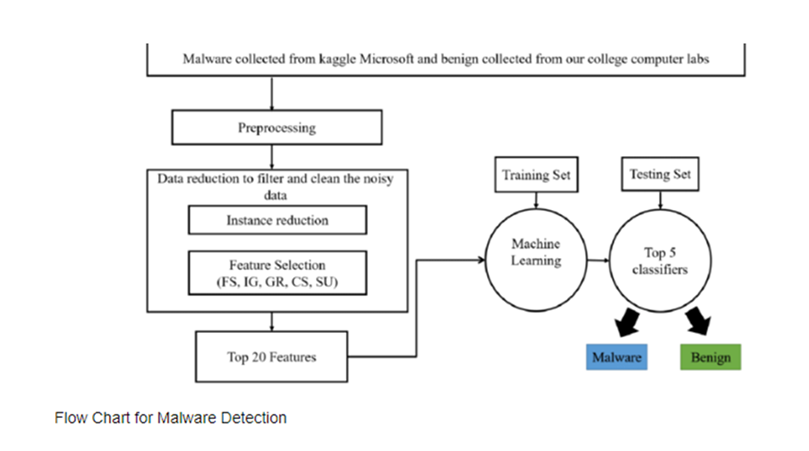 Malware collected from kaggle Microsoft and benign collected from our college computer labs
Preprocessing
Data reduction to filter and clean the noisy
data
Instance reduction
Feature Selection
(FS, IG, GR, CS, SU)
Top 20 Features
Training Set
Testing Set
Machine
Learning
Top 5
classifiers
Malware
Benign
Flow Chart for Malware Detection